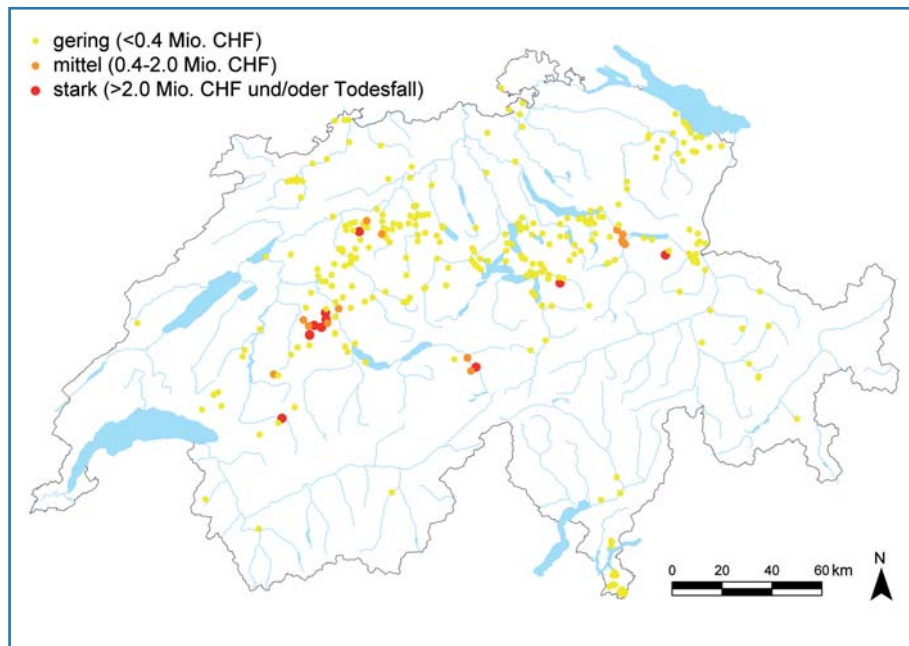 gering (<0.4 Mio. CHF)
mittel (0.4-2.0 Mio. CHF)
stark (>2.0 Mio. CHF und/oder Todesfall)
N
0 20 40 60 km